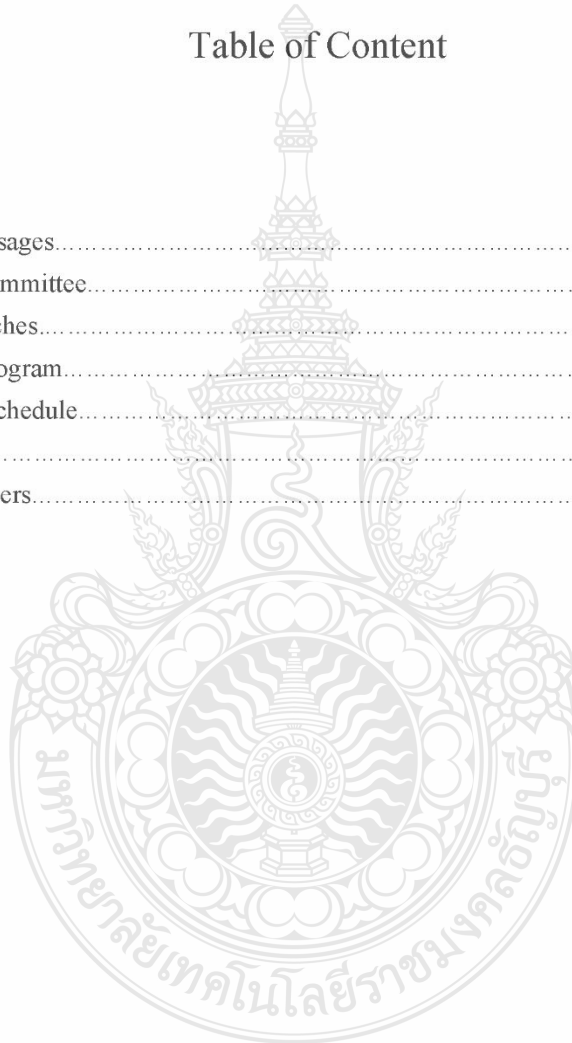 Table of Content
sages……………………………………………………
mmittee……………………………………………………
ches……………………………………………………
ogram……………………………………………………
chedule……………………………………………………
……………………………………………………
ers……………………………………………………
มหาวิทยาลัยเทคโนโลยีราชมงคลธัญบุรี